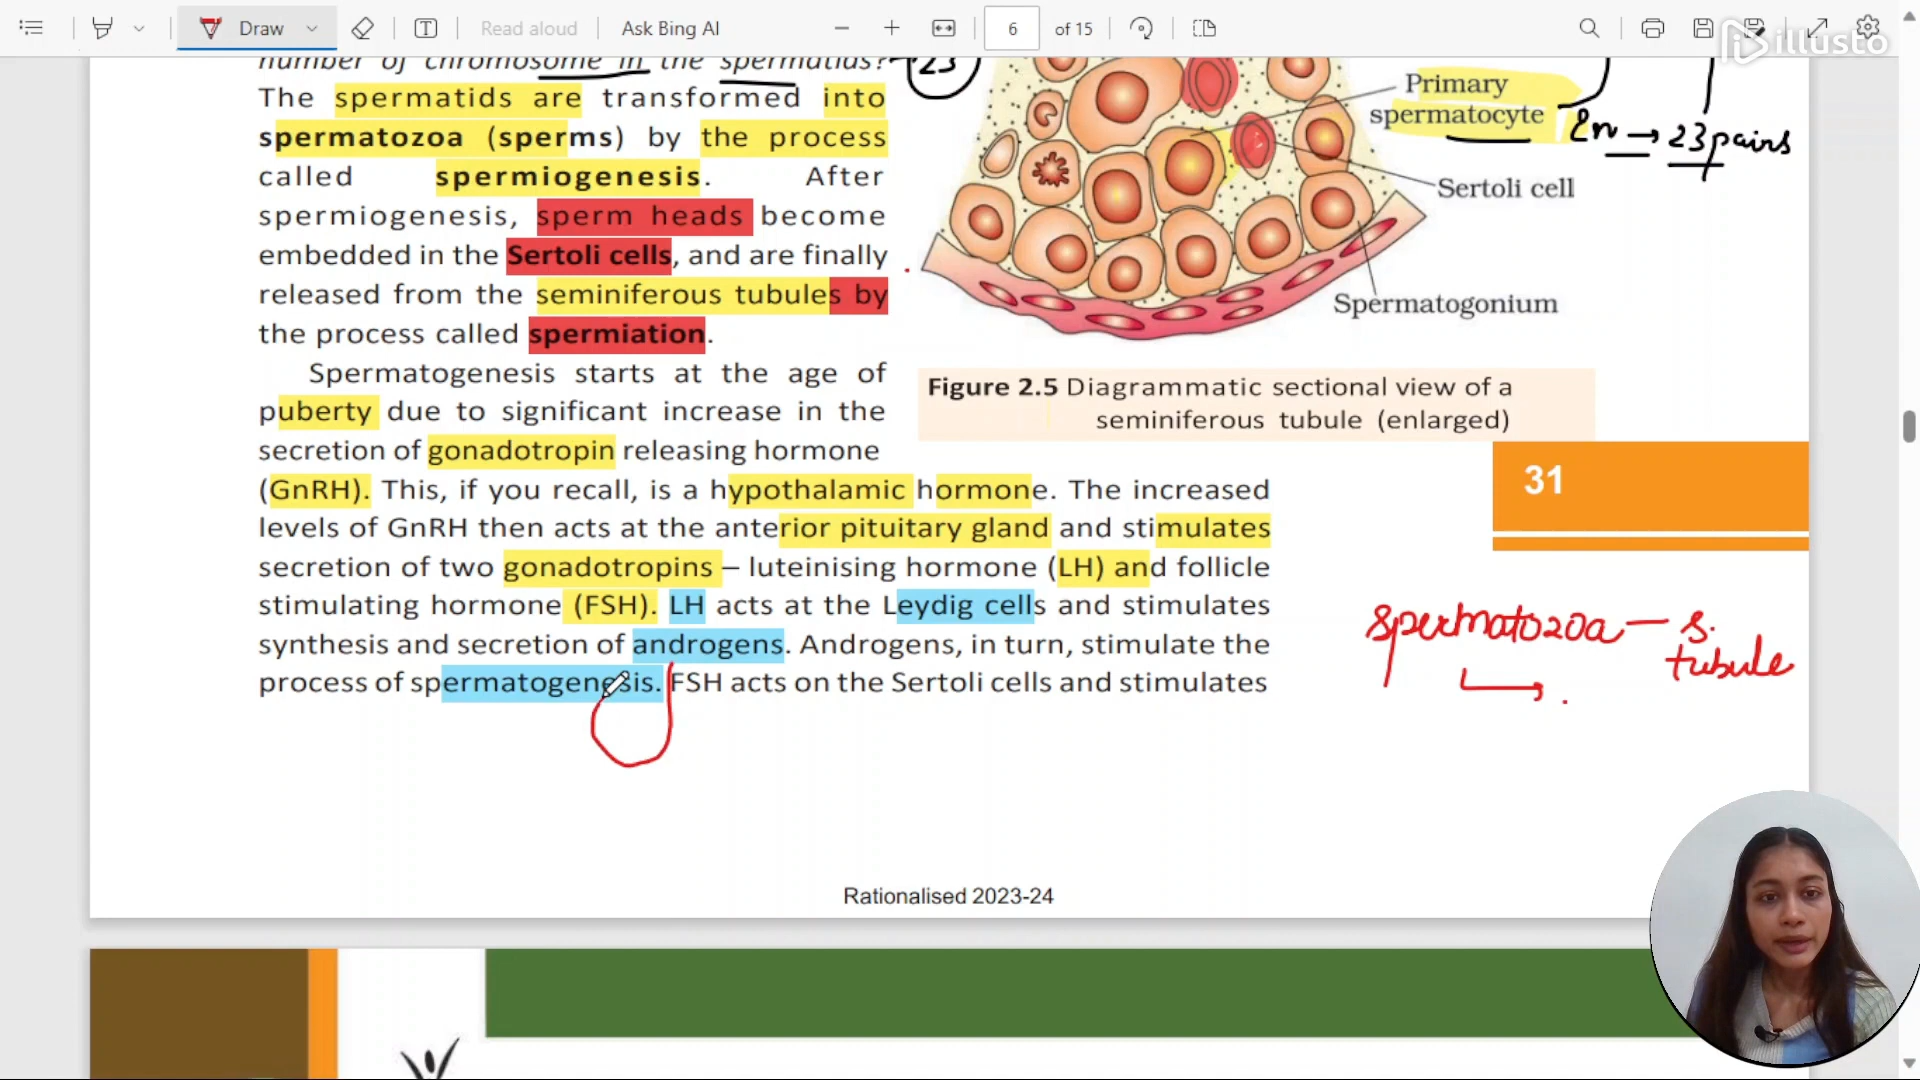 Draw
Read aloud
Ask Bing AI
6
of 15
illusto
number of chromosome in the spermatids?
23
The spermatids are transformed into
spermatozoa (sperms) by the process
called spermiogenesis. After
spermiogenesis, sperm heads become
embedded in the Sertoli cells, and are finally
released from the seminiferous tubules by
the process called spermiation.
Spermatogenesis starts at the age of
puberty due to significant increase in the
secretion of gonadotropin releasing hormone
(GnRH). This, if you recall, is a hypothalamic hormone. The increased
levels of GnRH then acts at the anterior pituitary gland and stimulates
secretion of two gonadotropins – luteinising hormone (LH) and follicle
stimulating hormone (FSH). LH acts at the Leydig cells and stimulates
synthesis and secretion of androgens. Androgens, in turn, stimulate the
process of spermatogenesis. FSH acts on the Sertoli cells and stimulates
Primary
spermatocyte
2n → 23 pairs
Sertoli cell
Spermatogonium
Figure 2.5 Diagrammatic sectional view of a
seminiferous tubule (enlarged)
31
spermatozoa – s.
tubule
Rationalised 2023-24